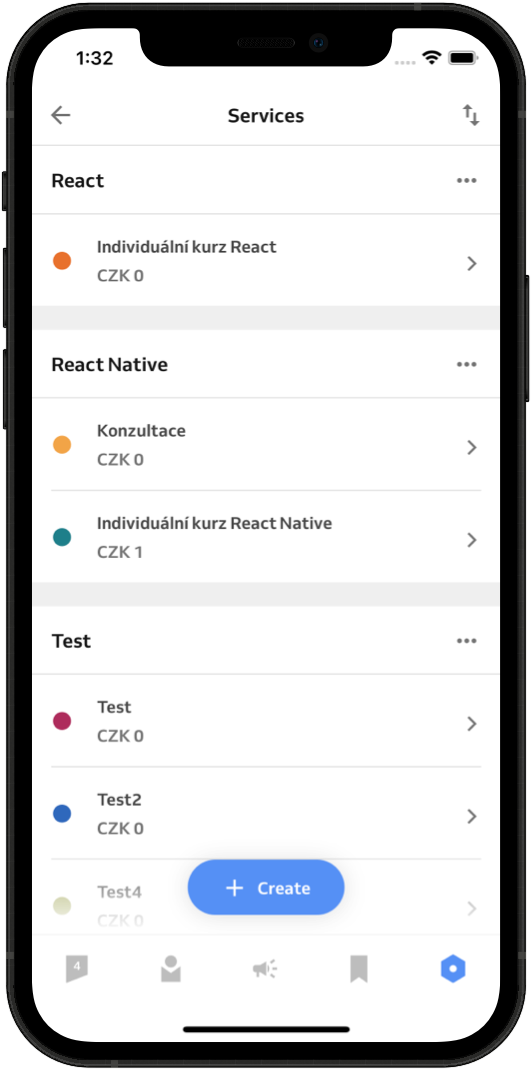 1:32
Services
React
Individuální kurz React
CZK 0
React Native
Konzultace
CZK 0
Individuální kurz React Native
CZK 1
Test
Test
CZK 0
Test2
CZK 0
Test4
CZK 0
Create
4